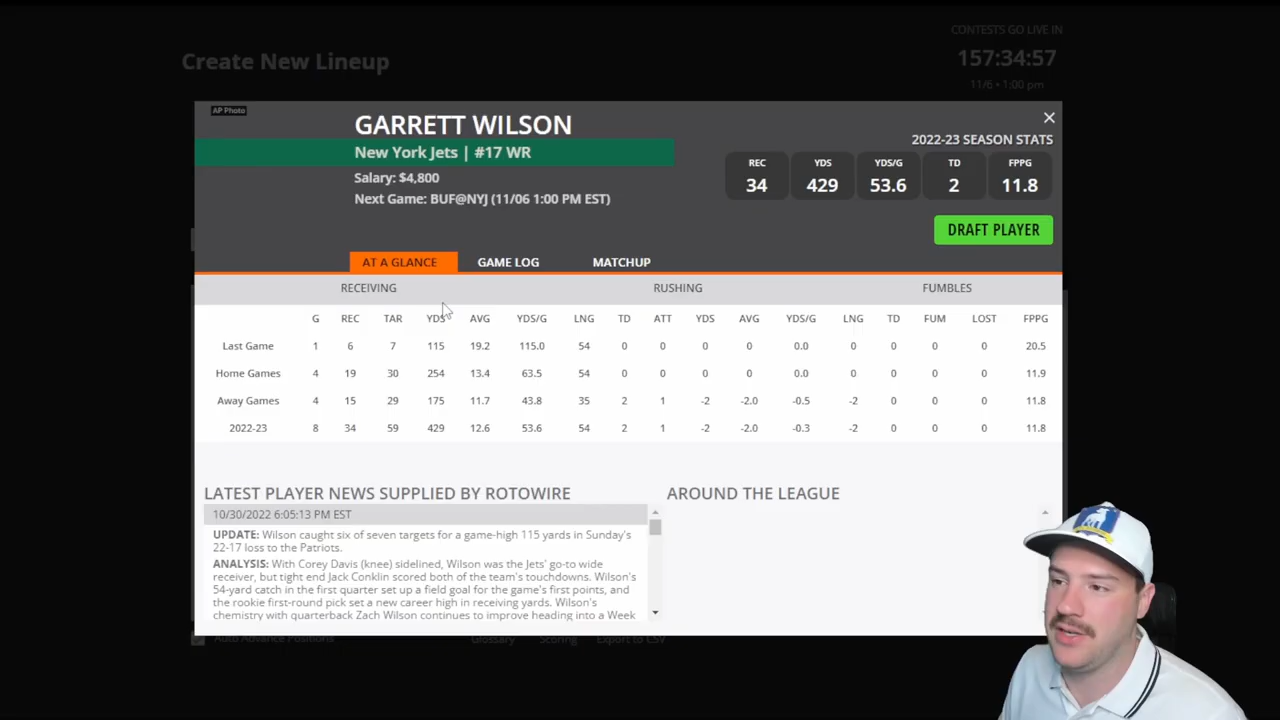 CONTESTS GO LIVE IN
Create New Lineup
157:34:57
11/6 • 1:00 pm
AP Photo
GARRETT WILSON
New York Jets | #17 WR
Salary: $4,800
Next Game: BUF@NYJ (11/06 1:00 PM EST)
2022-23 SEASON STATS
REC YDS YDS/G TD FPPG
34 429 53.6 2 11.8
DRAFT PLAYER
AT A GLANCE GAME LOG MATCHUP
RECEIVING RUSHING FUMBLES
G REC TAR YDS AVG YDS/G LNG TD ATT YDS AVG YDS/G LNG TD FUM LOST FPPG
Last Game 1 6 7 115 19.2 115.0 54 0 0 0 0 0.0 0 0 0 0 20.5
Home Games 4 19 30 254 13.4 63.5 54 0 0 0 0 0.0 0 0 0 0 11.9
Away Games 4 15 29 175 11.7 43.8 35 2 1 -2 -2.0 -0.5 -2 0 0 0 11.8
2022-23 8 34 59 429 12.6 53.6 54 2 1 -2 -2.0 -0.3 -2 0 0 0 11.8
LATEST PLAYER NEWS SUPPLIED BY ROTOWIRE
AROUND THE LEAGUE
10/30/2022 6:05:13 PM EST
UPDATE: Wilson caught six of seven targets for a game-high 115 yards in Sunday's
22-17 loss to the Patriots.
ANALYSIS: With Corey Davis (knee) sidelined, Wilson was the Jets' go-to wide
receiver, but tight end Jack Conklin scored both of the team's touchdowns. Wilson's
54-yard catch in the first quarter set up a field goal for the game's first points, and
the rookie first-round pick set a new career high in receiving yards. Wilson's
chemistry with quarterback Zach Wilson continues to improve heading into a Week
Auto Advance Positions Glossary Scoring Export to CSV